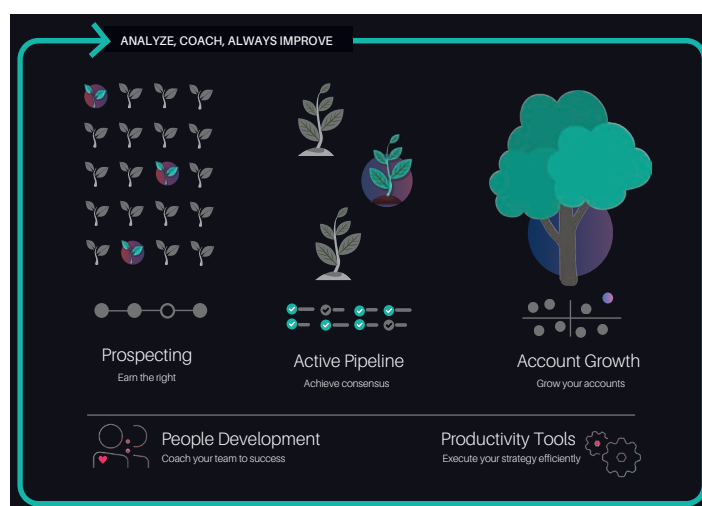 ANALYZE, COACH, ALWAYS IMPROVE
Prospecting
Earn the right
Active Pipeline
Achieve consensus
Account Growth
Grow your accounts
People Development
Coach your team to success
Productivity Tools
Execute your strategy efficiently